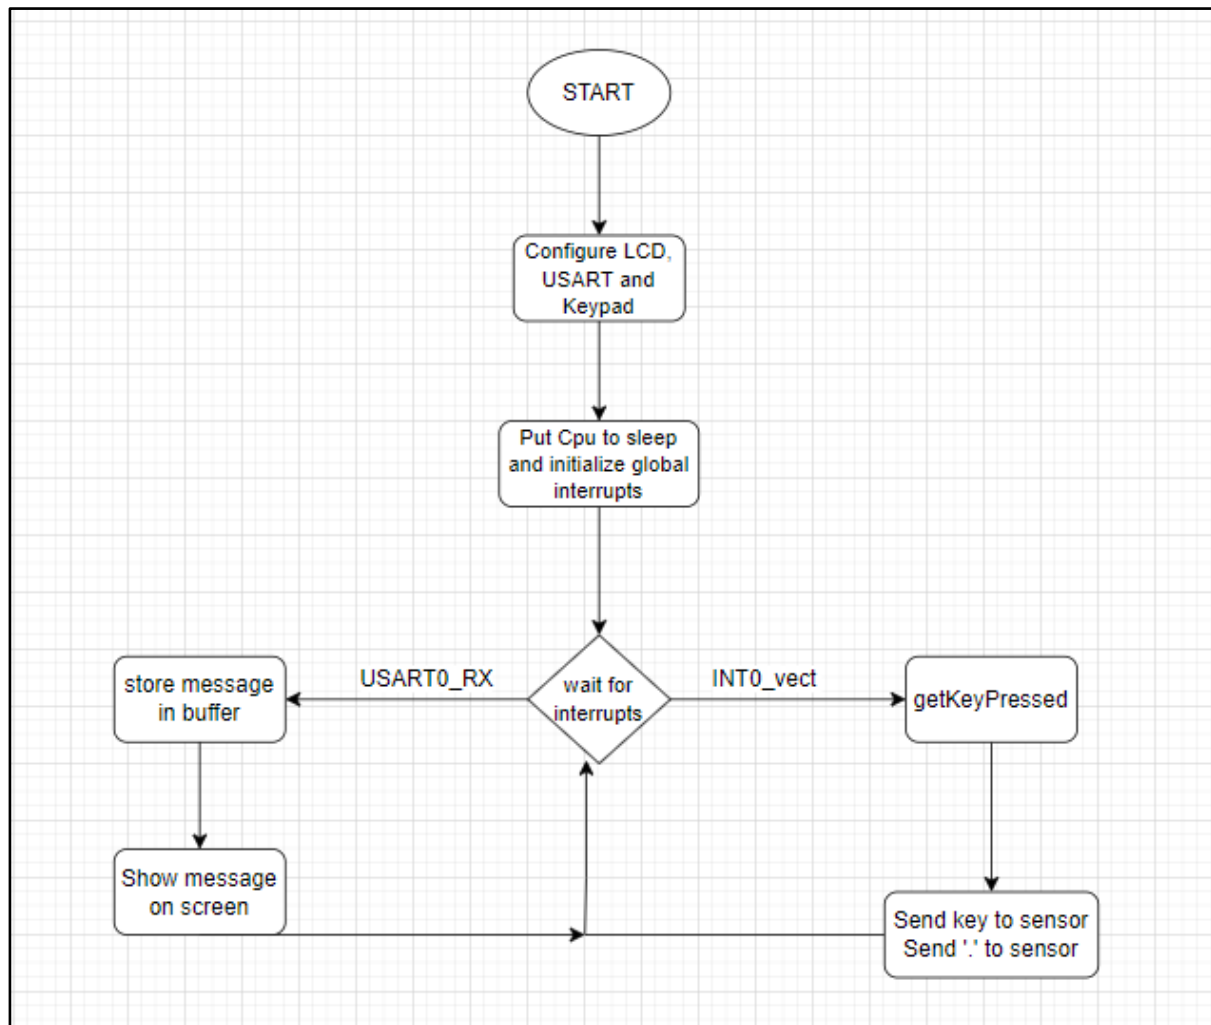 START
Configure LCD,
USART and
Keypad
Put Cpu to sleep
and initialize global
interrupts
USART0_RX
wait for
interrupts
INT0_vect
store message
in buffer
getKeyPressed
Show message
on screen
Send key to sensor
Send '.' to sensor